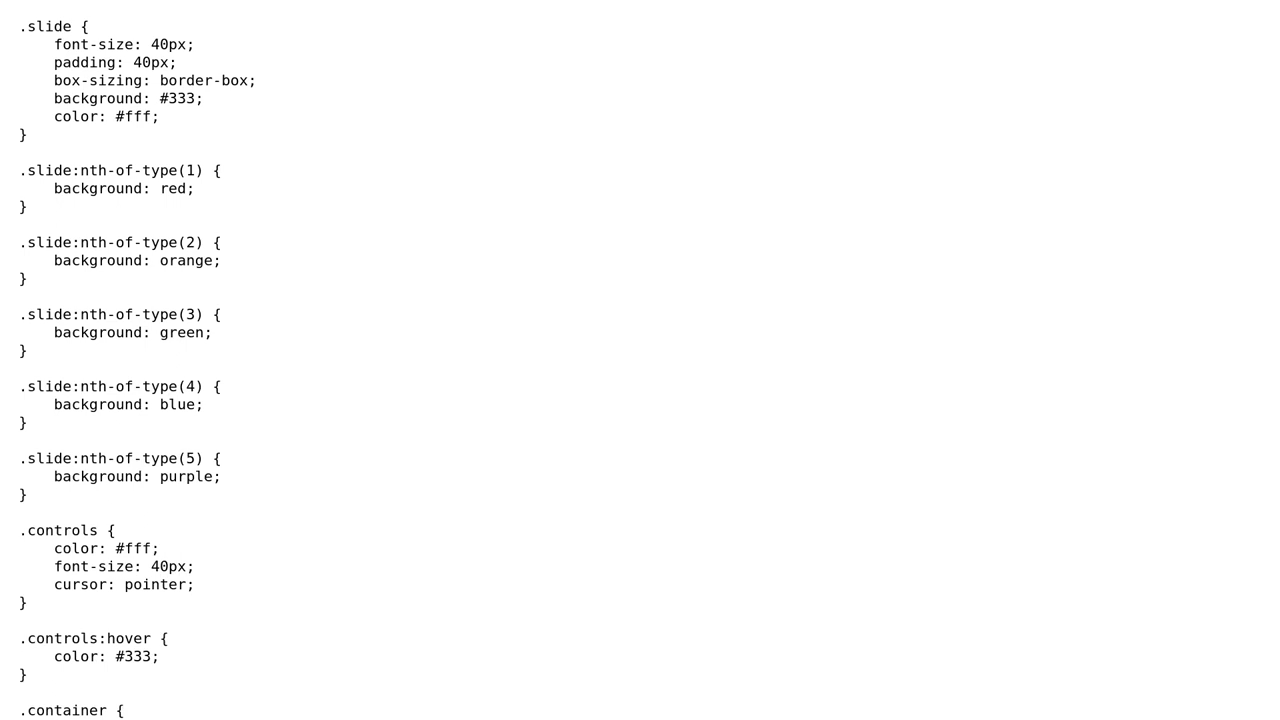 .slide {
    font-size: 40px;
    padding: 40px;
    box-sizing: border-box;
    background: #333;
    color: #fff;
}

.slide:nth-of-type(1) {
    background: red;
}

.slide:nth-of-type(2) {
    background: orange;
}

.slide:nth-of-type(3) {
    background: green;
}

.slide:nth-of-type(4) {
    background: blue;
}

.slide:nth-of-type(5) {
    background: purple;
}

.controls {
    color: #fff;
    font-size: 40px;
    cursor: pointer;
}

.controls:hover {
    color: #333;
}

.container {